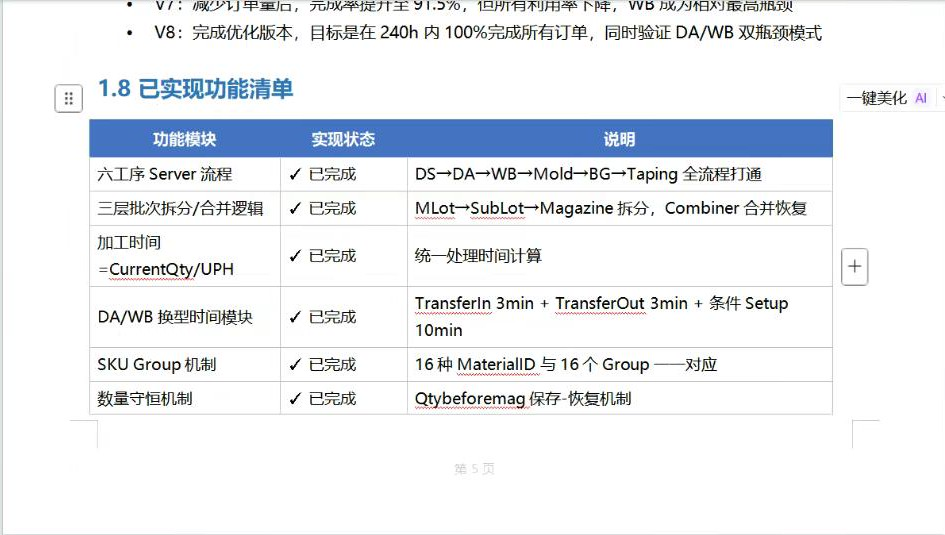 V7：减少订单量后，完成率提升至 91.5%，但所有利用率下降，WB 成为相对最高瓶颈
V8：完成优化版本，目标是在 240h 内 100%完成所有订单，同时验证 DA/WB 双瓶颈模式
1.8 已实现功能清单
一键美化 AI
功能模块 实现状态 说明
六工序 Server 流程 ✓ 已完成 DS→DA→WB→Mold→BG→Taping 全流程打通
三层批次拆分/合并逻辑 ✓ 已完成 MLot→SubLot→Magazine 拆分，Combiner 合并恢复
加工时间
=CurrentQty/UPH ✓ 已完成 统一处理时间计算
DA/WB 换型时间模块 ✓ 已完成 TransferIn 3min + TransferOut 3min + 条件 Setup
10min
SKU Group 机制 ✓ 已完成 16 种 MaterialID 与 16 个 Group 一一对应
数量守恒机制 ✓ 已完成 Qtybeforemag 保存-恢复机制
第 5 页